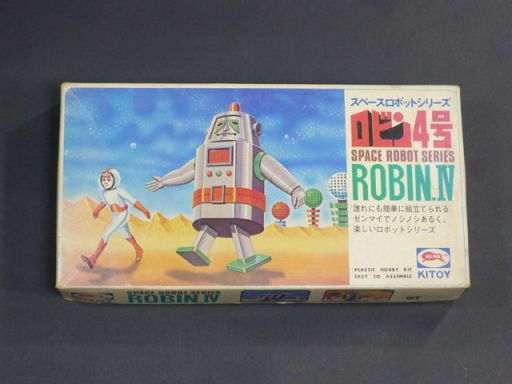 スペースロボットシリーズ
ロビン4号
SPACE ROBOT SERIES
ROBIN.IV
誰れにも簡単に組立てられる
ゼンマイでノシノシあるく、
楽しいロボットシリーズ
PLASTIC HOBBY KIT
EASY TO ASSEMBLE
KITOY
SPACE ROBOT SERIES
ROBIN.IV